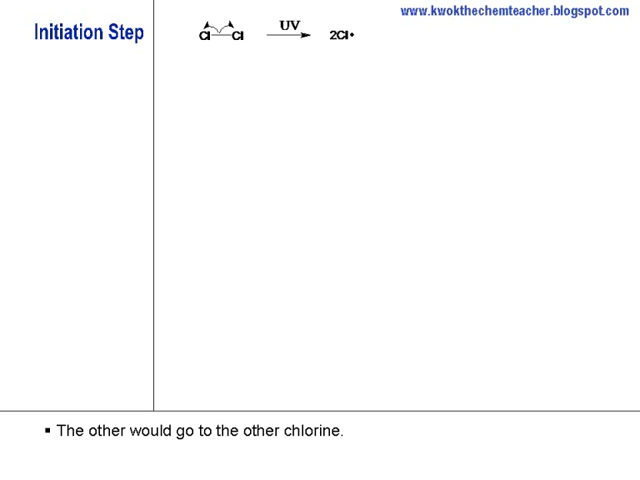 www.kwokthechemteacher.blogspot.com
Initiation Step
Cl—Cl UV 2Cl•
▪ The other would go to the other chlorine.